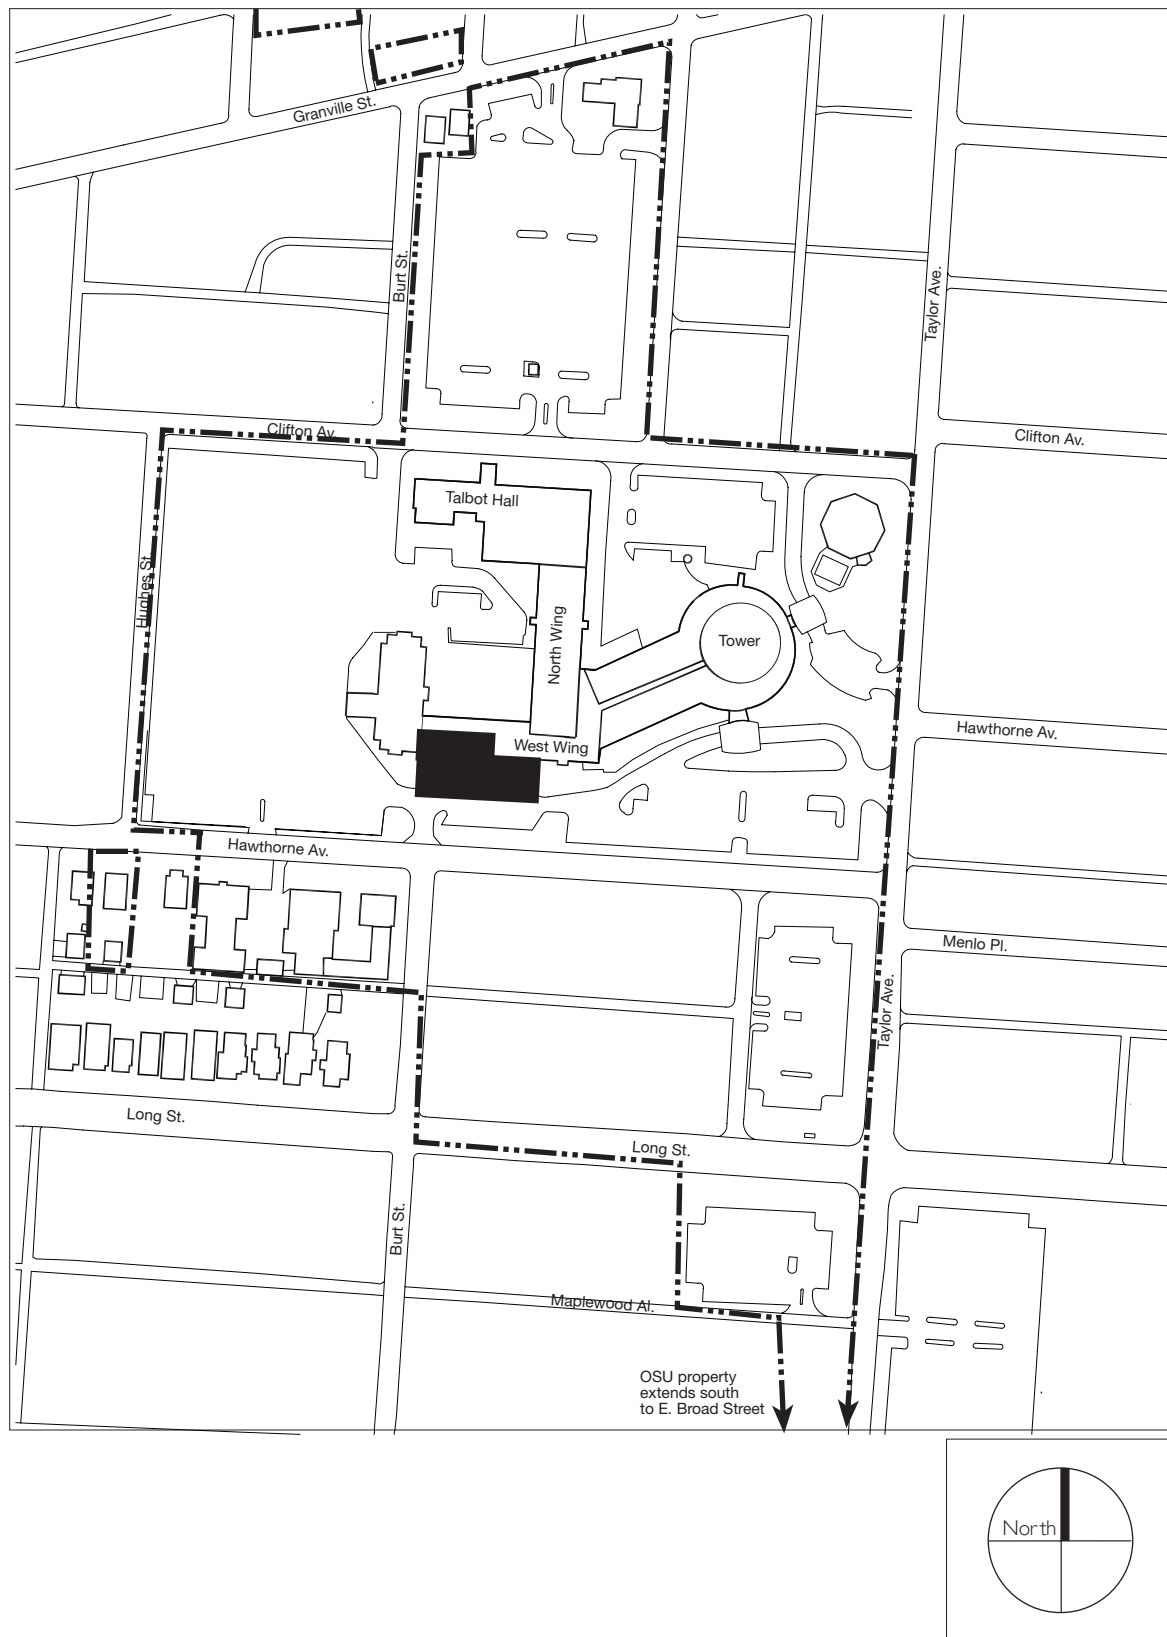 Granville St.
Burt St.
Taylor Ave.
Clifton Av.
Clifton Av.
Talbot Hall
Hughes St.
North Wing
Tower
Hawthorne Av.
West Wing
Hawthorne Av.
Menlo Pl.
Taylor Ave.
Long St.
Long St.
Burt St.
Maplewood Al.
OSU property
extends south
to E. Broad Street
North